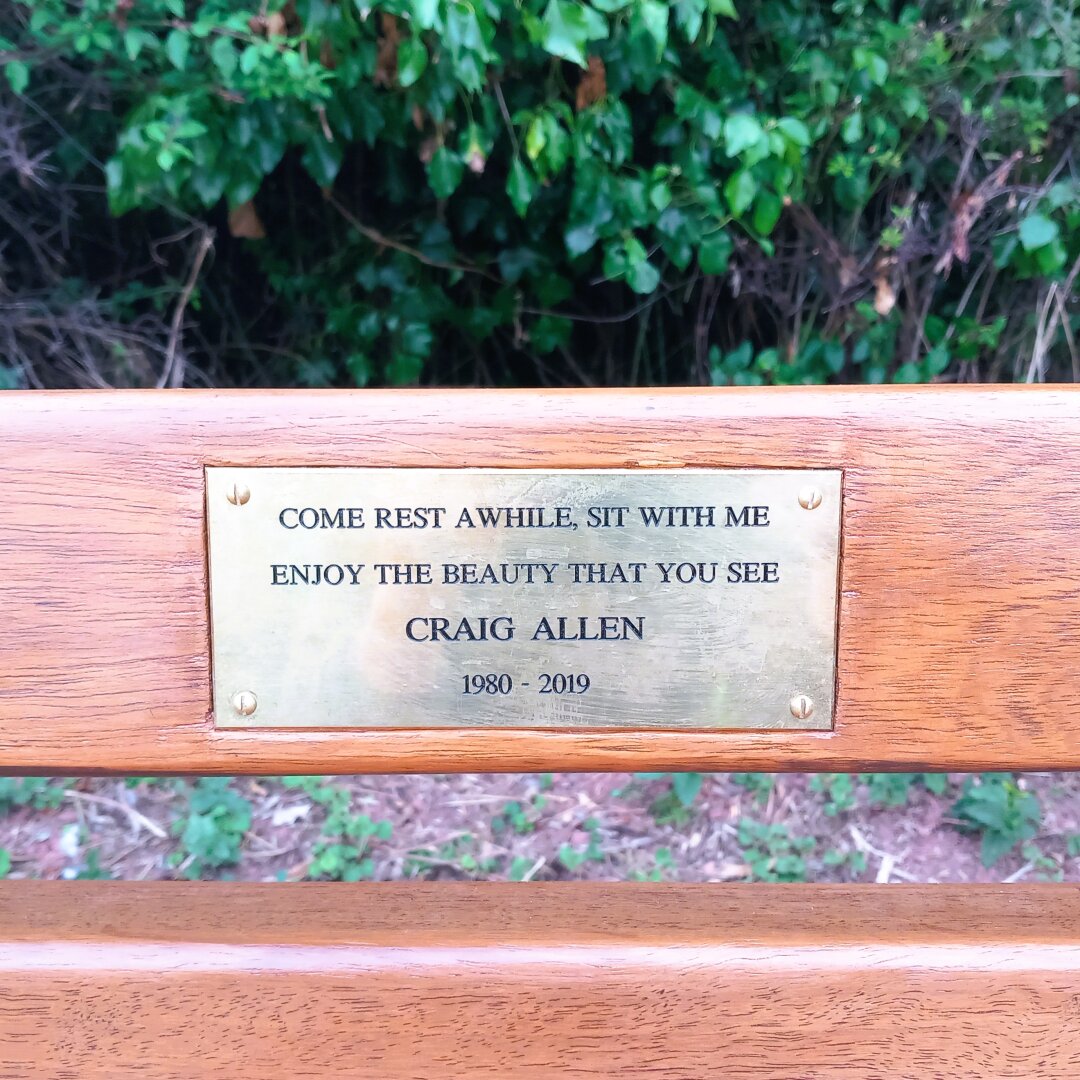 COME REST AWHILE, SIT WITH ME
ENJOY THE BEAUTY THAT YOU SEE
CRAIG ALLEN
1980 - 2019